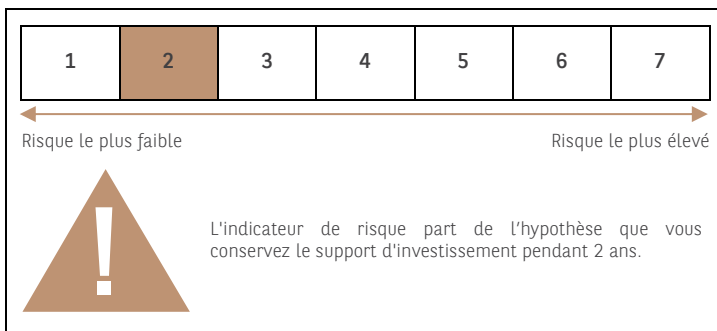 1 2 3 4 5 6 7
Risque le plus faible Risque le plus élevé
!
L'indicateur de risque part de l’hypothèse que vous
conservez le support d'investissement pendant 2 ans.